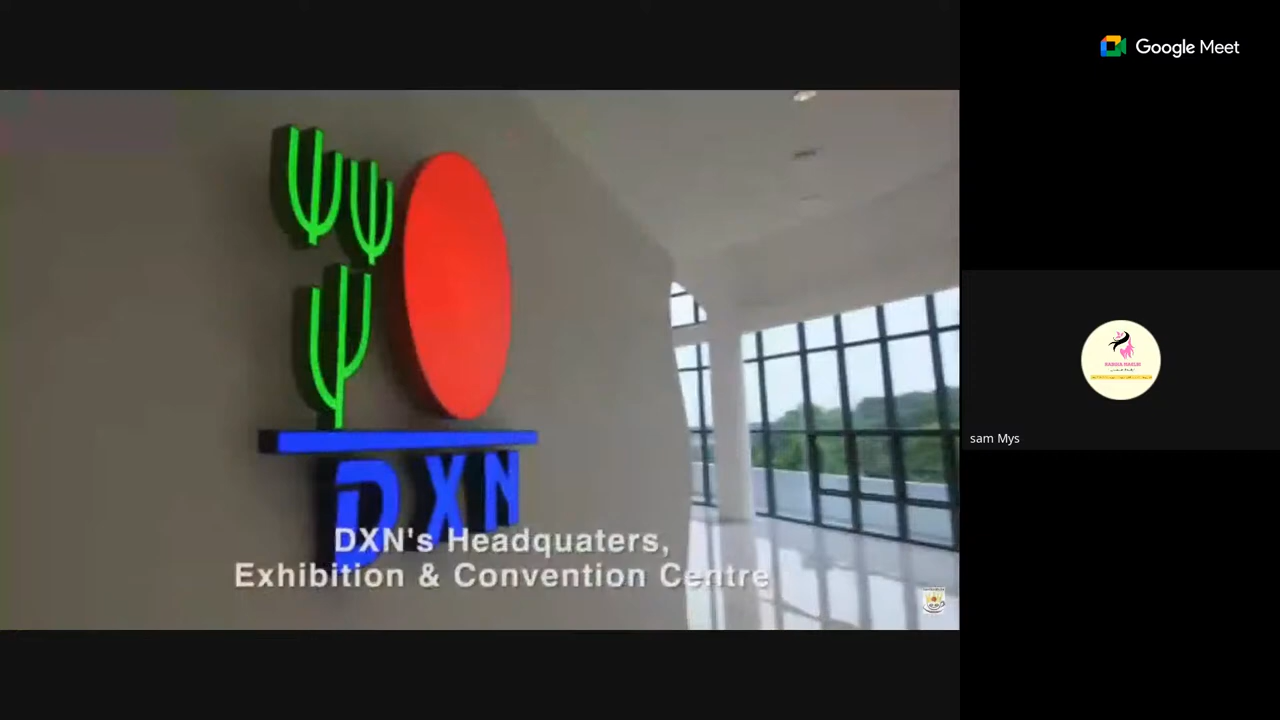 Google Meet
DXN
DXN's Headquaters,
Exhibition & Convention Centre
sam Mys